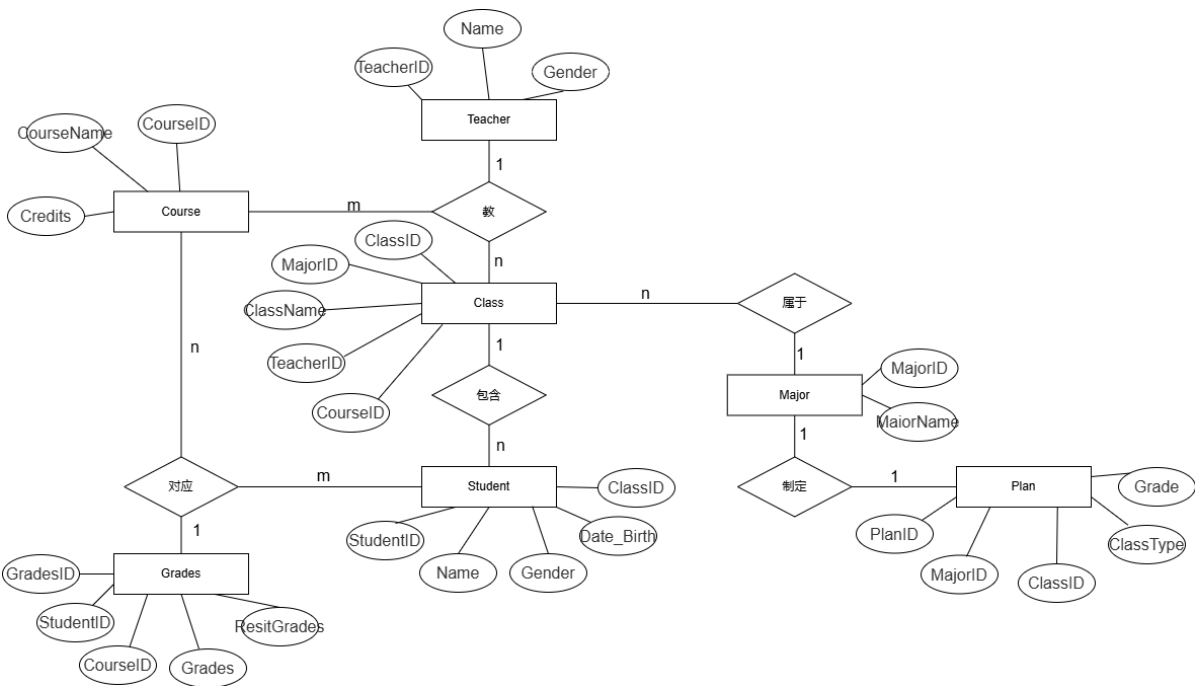 Name
TeacherID
Gender
Teacher
CourseName
CourseID
1
Credits
Course
m
教
ClassID
n
MajorID
ClassName
Class
n
属于
TeacherID
1
1
n
CourseID
包含
Major
MajorID
MaiorName
n
1
对应
m
Student
ClassID
制定
1
Plan
Grade
1
StudentID
Date_Birth
PlanID
ClassType
GradesID
Grades
Name
Gender
MajorID
ClassID
StudentID
ResitGrades
CourseID
Grades